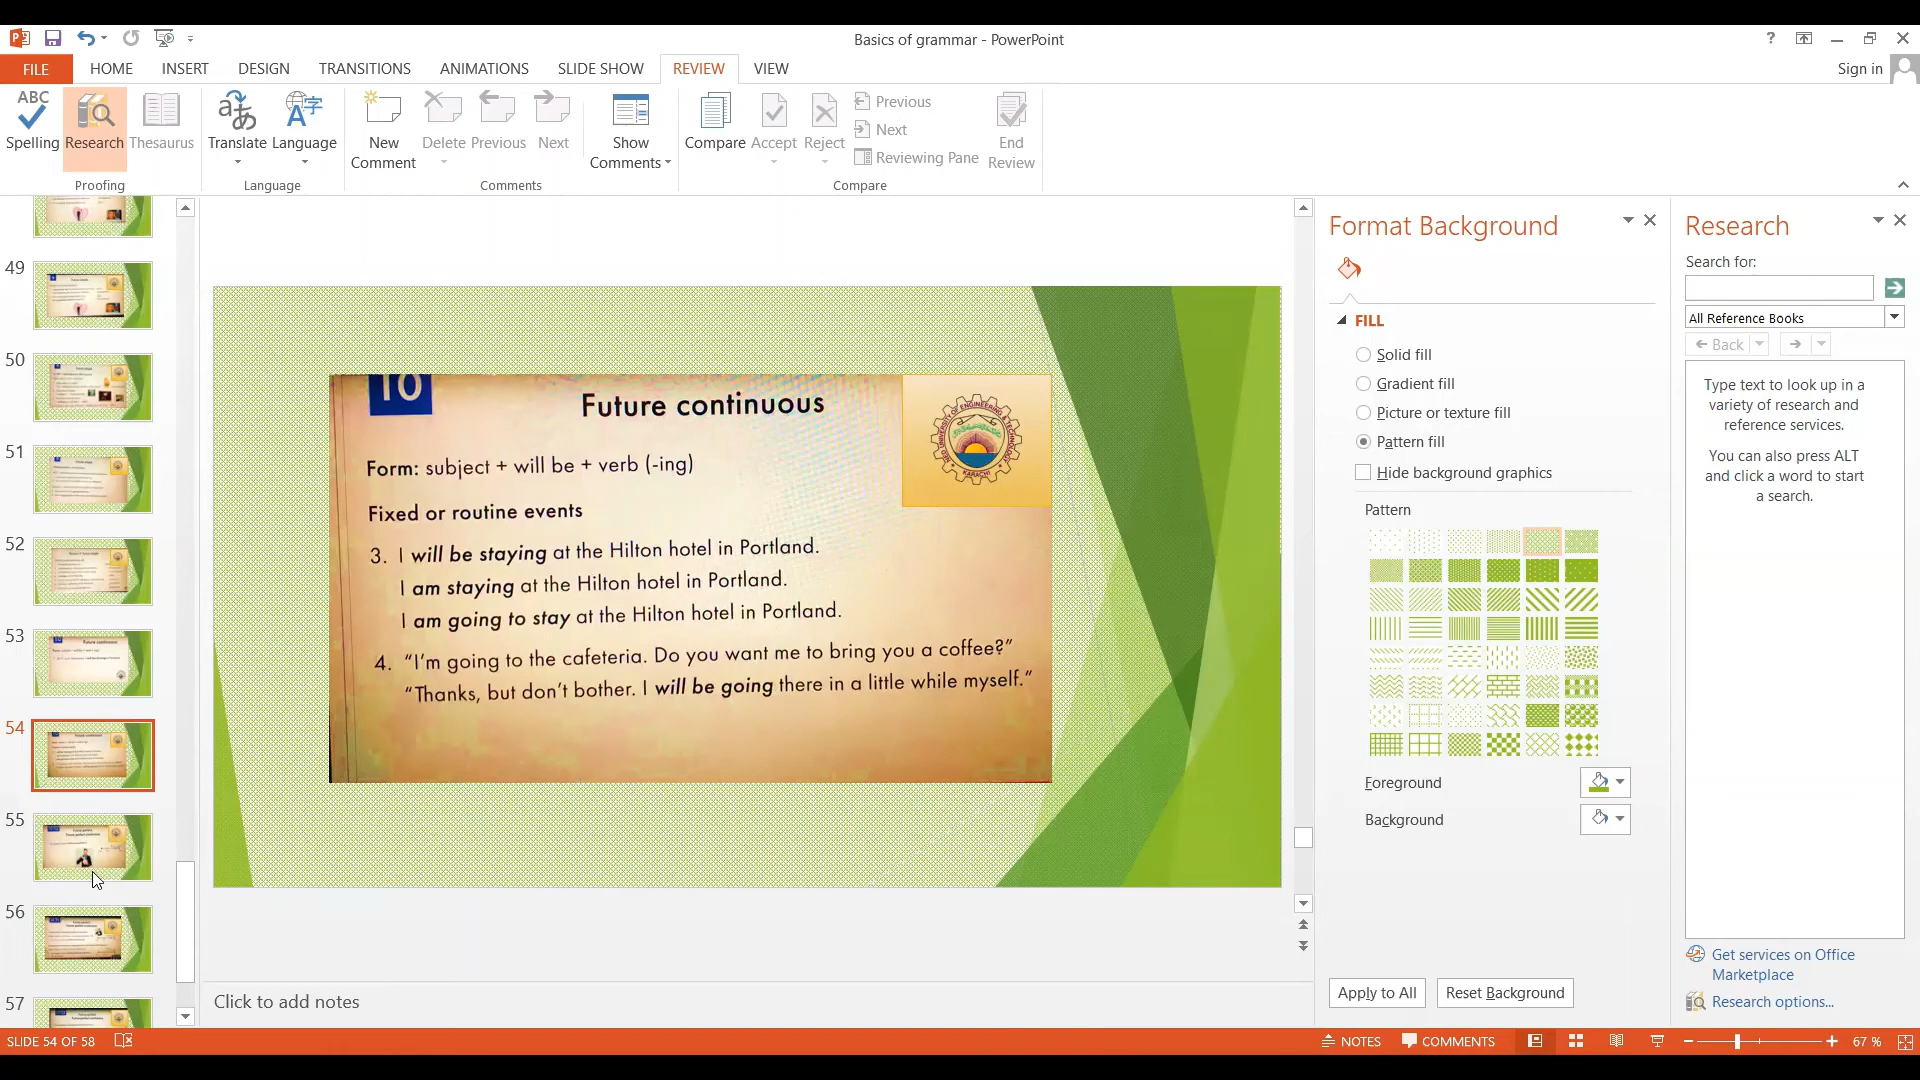 Basics of grammar - PowerPoint
?
FILE HOME INSERT DESIGN TRANSITIONS ANIMATIONS SLIDE SHOW REVIEW VIEW Sign in
ABC
Spelling Research Thesaurus
Proofing
Translate Language
Language
New Comment Delete Previous Next Show Comments
Comments
Compare Accept Reject
Previous
Next
Reviewing Pane
End Review
Compare
49
50
51
52
53
54
55
56
57
10
Future continuous
NED UNIVERSITY OF ENGINEERING & TECHNOLOGY
KARACHI
Form: subject + will be + verb (-ing)
Fixed or routine events
3. I will be staying at the Hilton hotel in Portland.
I am staying at the Hilton hotel in Portland.
I am going to stay at the Hilton hotel in Portland.
4. "I'm going to the cafeteria. Do you want me to bring you a coffee?"
"Thanks, but don't bother. I will be going there in a little while myself."
Click to add notes
Format Background
FILL
Solid fill
Gradient fill
Picture or texture fill
Pattern fill
Hide background graphics
Pattern
Foreground
Background
Apply to All Reset Background
Research
Search for:
All Reference Books
Back
Type text to look up in a
variety of research and
reference services.
You can also press ALT
and click a word to start
a search.
Get services on Office
Marketplace
Research options...
SLIDE 54 OF 58 NOTES COMMENTS 67 %